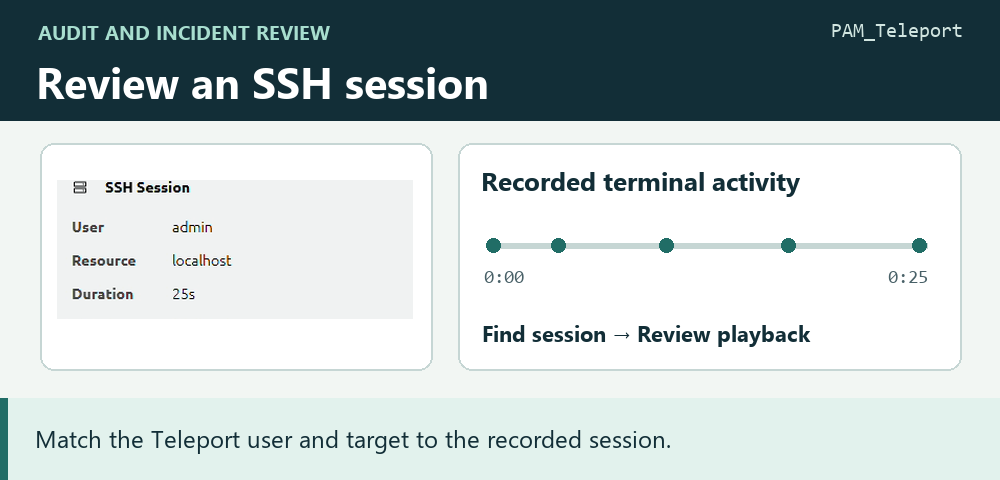 AUDIT AND INCIDENT REVIEW
PAM_Teleport
Review an SSH session
SSH Session
User admin
Resource localhost
Duration 25s
Recorded terminal activity
0:00 0:25
Find session → Review playback
Match the Teleport user and target to the recorded session.